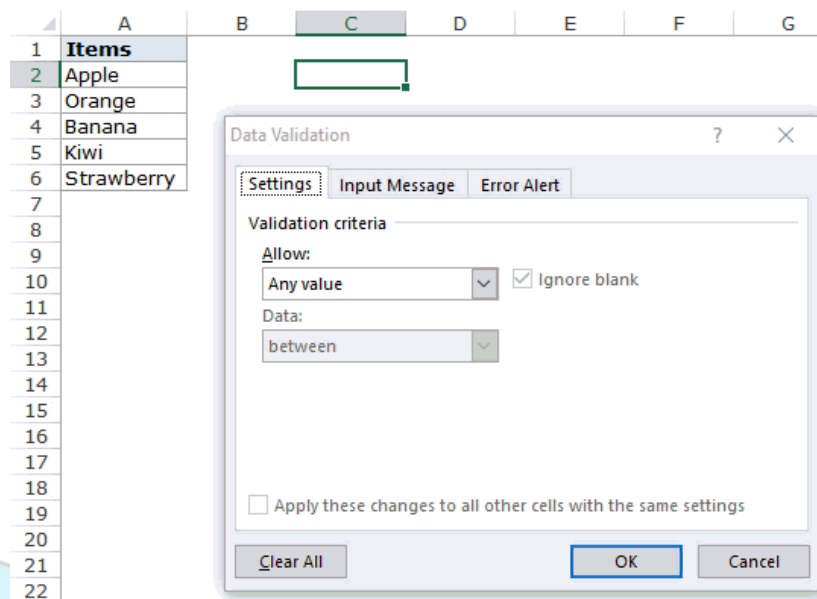 A B C D E F G
1 Items
2 Apple
3 Orange
4 Banana
5 Kiwi
6 Strawberry
7
8
9
10
11
12
13
14
15
16
17
18
19
20
21
22
Data Validation ?
Settings Input Message Error Alert
Validation criteria
Allow:
Any value Ignore blank
Data:
between
Apply these changes to all other cells with the same settings
Clear All OK Cancel